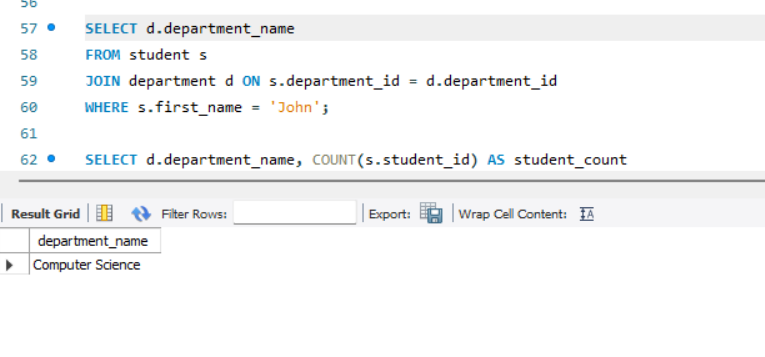 56
57 SELECT d.department_name
58 FROM student s
59 JOIN department d ON s.department_id = d.department_id
60 WHERE s.first_name = 'John';
61
62 SELECT d.department_name, COUNT(s.student_id) AS student_count
Result Grid Filter Rows: Export: Wrap Cell Content: IA
department_name
Computer Science